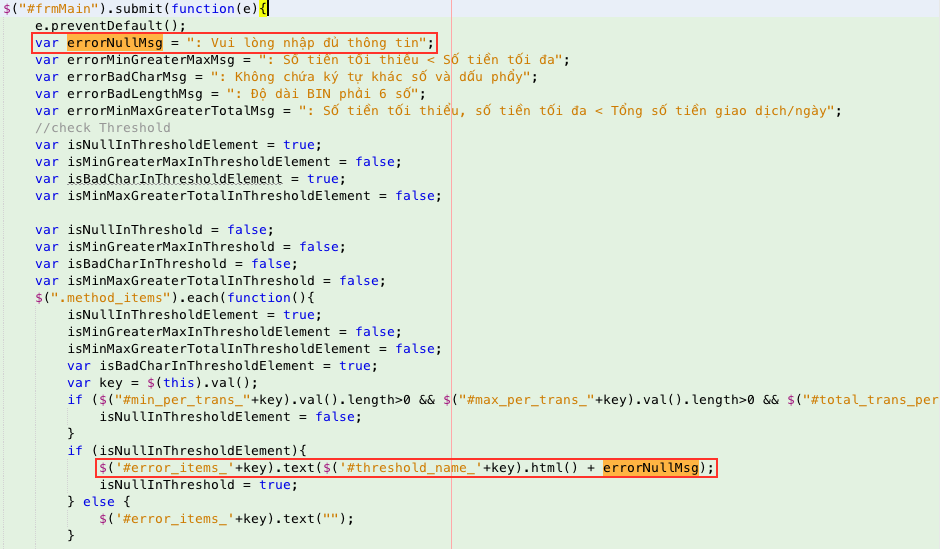 $("#frmMain").submit(function(e){
e.preventDefault();
var errorNullMsg = ": Vui lòng nhập đủ thông tin";
var errorMinGreaterMaxMsg = ": Số tiền tối thiểu < Số tiền tối đa";
var errorBadCharMsg = ": Không chứa ký tự khác số và dấu phẩy";
var errorBadLengthMsg = ": Độ dài BIN phải 6 số";
var errorMinMaxGreaterTotalMsg = ": Số tiền tối thiểu, số tiền tối đa < Tổng số tiền giao dịch/ngày";
//check Threshold
var isNullInThresholdElement = true;
var isMinGreaterMaxInThresholdElement = false;
var isBadCharInThresholdElement = true;
var isMinMaxGreaterTotalInThresholdElement = false;
var isNullInThreshold = false;
var isMinGreaterMaxInThreshold = false;
var isBadCharInThreshold = false;
var isMinMaxGreaterTotalInThreshold = false;
$(".method_items").each(function(){
isNullInThresholdElement = true;
isMinGreaterMaxInThresholdElement = false;
isMinMaxGreaterTotalInThresholdElement = false;
var isBadCharInThresholdElement = true;
var key = $(this).val();
if ($("#min_per_trans_"+key).val().length>0 && $("#max_per_trans_"+key).val().length>0 && $("#total_trans_per
isNullInThresholdElement = false;
}
if (isNullInThresholdElement){
$('#error_items_'+key).text($('#threshold_name_'+key).html() + errorNullMsg);
isNullInThreshold = true;
} else {
$('#error_items_'+key).text("");
}